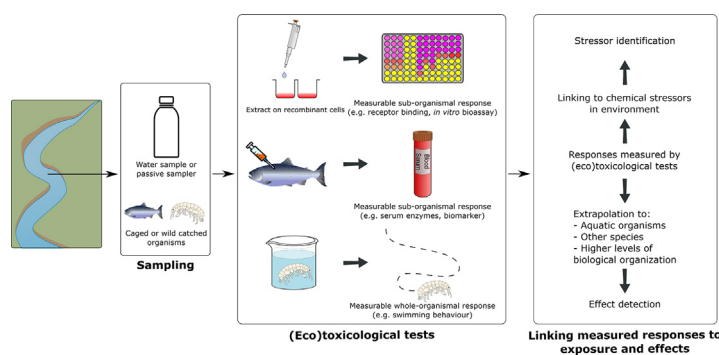 Water sample or
passive sampler
Caged or wild catched
organisms
Sampling
Extract on recombinant cells
Measurable sub-organismal response
(e.g. receptor binding, in vitro bioassay)
Blood
Serum
Measurable sub-organismal response
(e.g. serum enzymes, biomarker)
Measurable whole-organismal response
(e.g. swimming behaviour)
(Eco)toxicological tests
Stressor identification
Linking to chemical stressors
in environment
Responses measured by
(eco)toxicological tests
Extrapolation to:
- Aquatic organisms
- Other species
- Higher levels of
biological organization
Effect detection
Linking measured responses to
exposure and effects